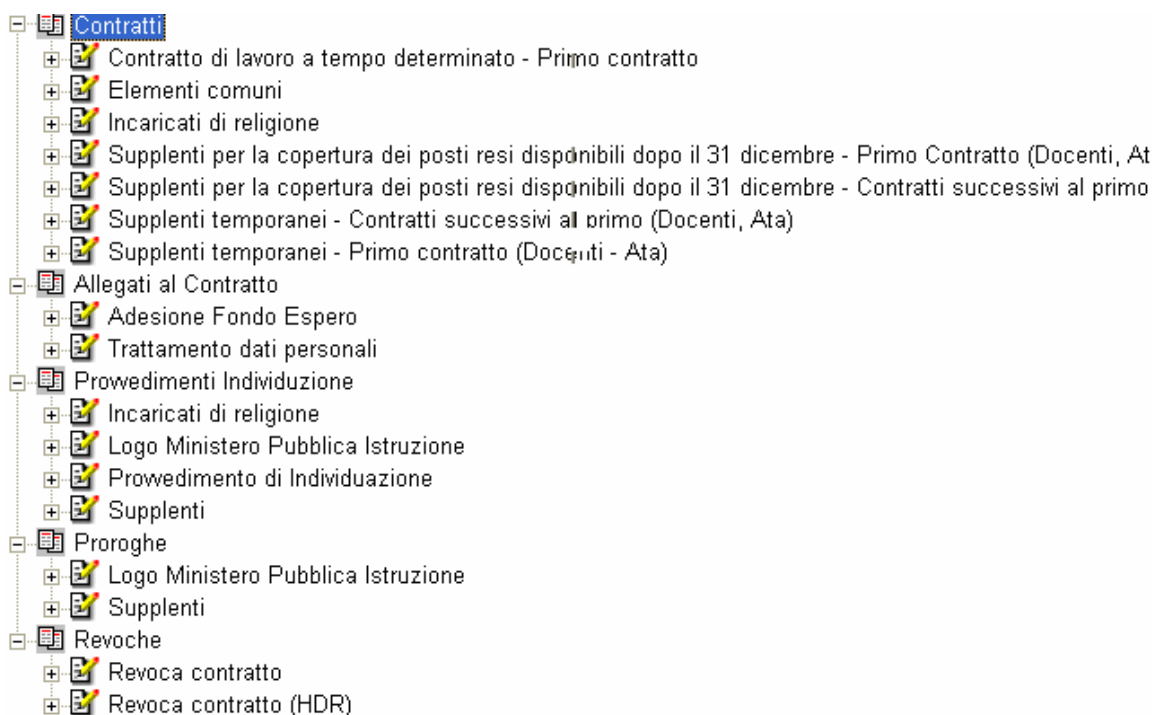 Contratti
Contratto di lavoro a tempo determinato - Primo contratto
Elementi comuni
Incaricati di religione
Supplenti per la copertura dei posti resi disponibili dopo il 31 dicembre - Primo Contratto (Docenti, At
Supplenti per la copertura dei posti resi disponibili dopo il 31 dicembre - Contratti successivi al primo
Supplenti temporanei - Contratti successivi al primo (Docenti, Ata)
Supplenti temporanei - Primo contratto (Docenti - Ata)
Allegati al Contratto
Adesione Fondo Espero
Trattamento dati personali
Provvedimenti Individuzione
Incaricati di religione
Logo Ministero Pubblica Istruzione
Provvedimento di Individuazione
Supplenti
Proroghe
Logo Ministero Pubblica Istruzione
Supplenti
Revoche
Revoca contratto
Revoca contratto (HDR)